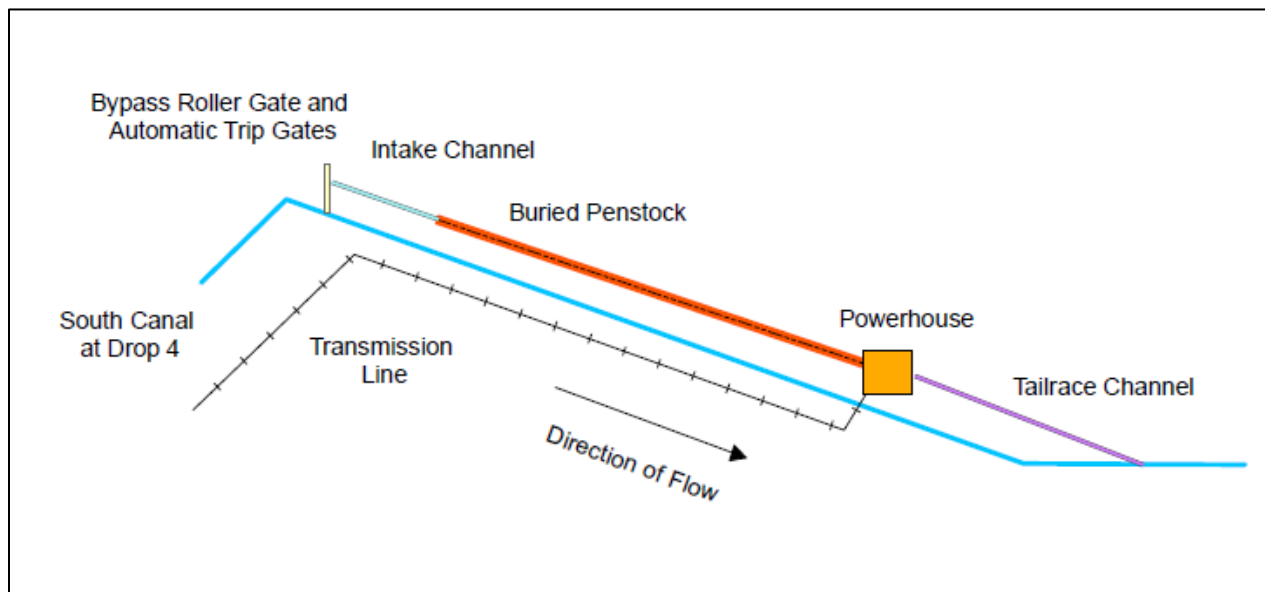 Bypass Roller Gate and
Automatic Trip Gates
Intake Channel
Buried Penstock
South Canal
at Drop 4
Transmission
Line
Powerhouse
Tailrace Channel
Direction of Flow